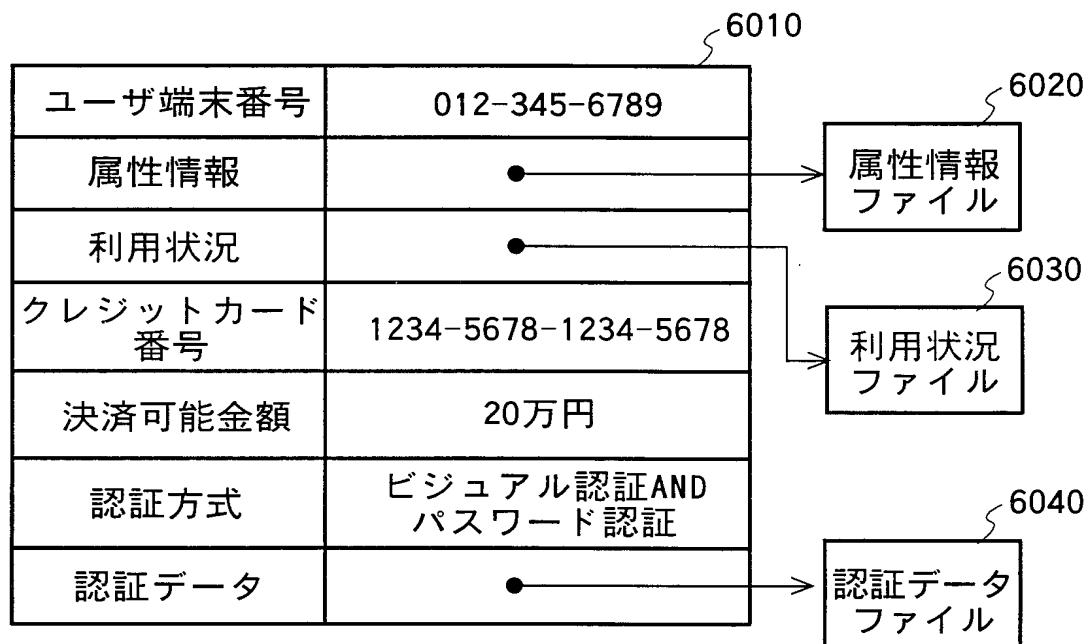 6010
ユーザ端末番号 012-345-6789
6020
属性情報
属性情報
ファイル
利用状況
6030
クレジットカード
番号
1234-5678-1234-5678
利用状況
ファイル
決済可能金額 20万円
認証方式
ビジュアル認証AND
パスワード認証
6040
認証データ
認証データ
ファイル